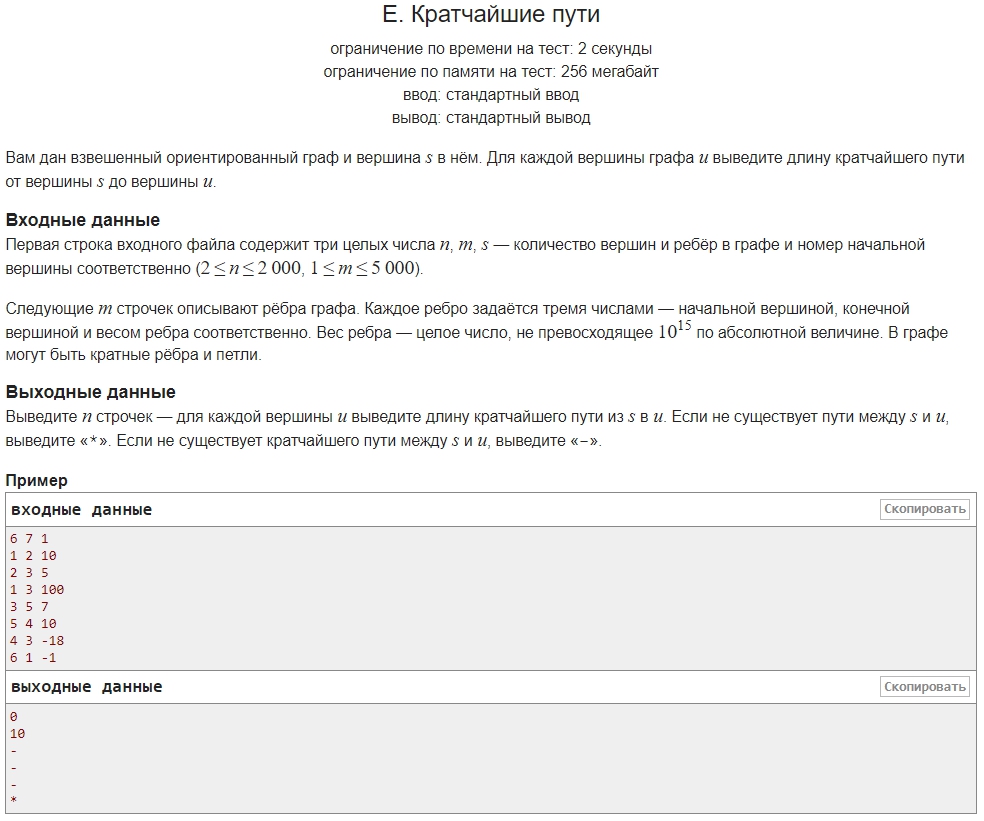 E. Кратчайшие пути
ограничение по времени на тест: 2 секунды
ограничение по памяти на тест: 256 мегабайт
ввод: стандартный ввод
вывод: стандартный вывод
Вам дан взвешенный ориентированный граф и вершина s в нём. Для каждой вершины графа u выведите длину кратчайшего пути
от вершины s до вершины u.
Входные данные
Первая строка входного файла содержит три целых числа n, m, s — количество вершин и ребёр в графе и номер начальной
вершины соответственно (2 ≤ n ≤ 2 000, 1 ≤ m ≤ 5 000).
Следующие m строчек описывают рёбра графа. Каждое ребро задаётся тремя числами — начальной вершиной, конечной
вершиной и весом ребра соответственно. Вес ребра — целое число, не превосходящее 10^15 по абсолютной величине. В графе
могут быть кратные рёбра и петли.
Выходные данные
Выведите n строчек — для каждой вершины u выведите длину кратчайшего пути из s в u. Если не существует пути между s и u,
выведите «*». Если не существует кратчайшего пути между s и u, выведите «-».
Пример
входные данные
Скопировать
6 7 1
1 2 10
2 3 5
1 3 100
3 5 7
5 4 10
4 3 -18
6 1 -1
выходные данные
Скопировать
0
10
-
-
-
*